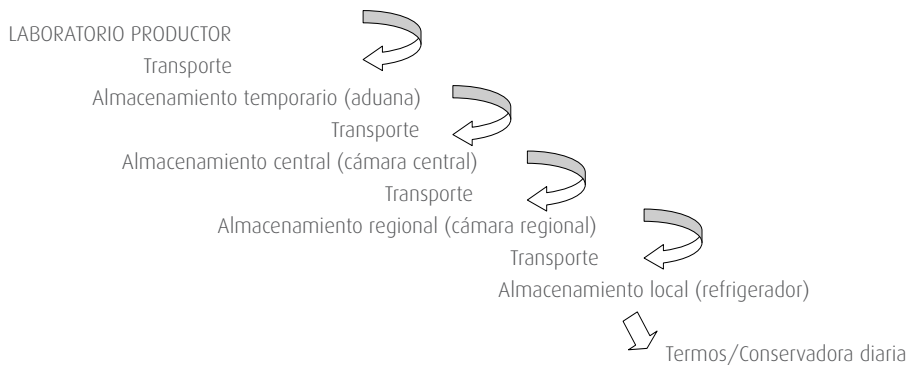 LABORATORIO PRODUCTOR
Transporte
Almacenamiento temporario (aduana)
Transporte
Almacenamiento central (cámara central)
Transporte
Almacenamiento regional (cámara regional)
Transporte
Almacenamiento local (refrigerador)
Termos/Conservadora diaria